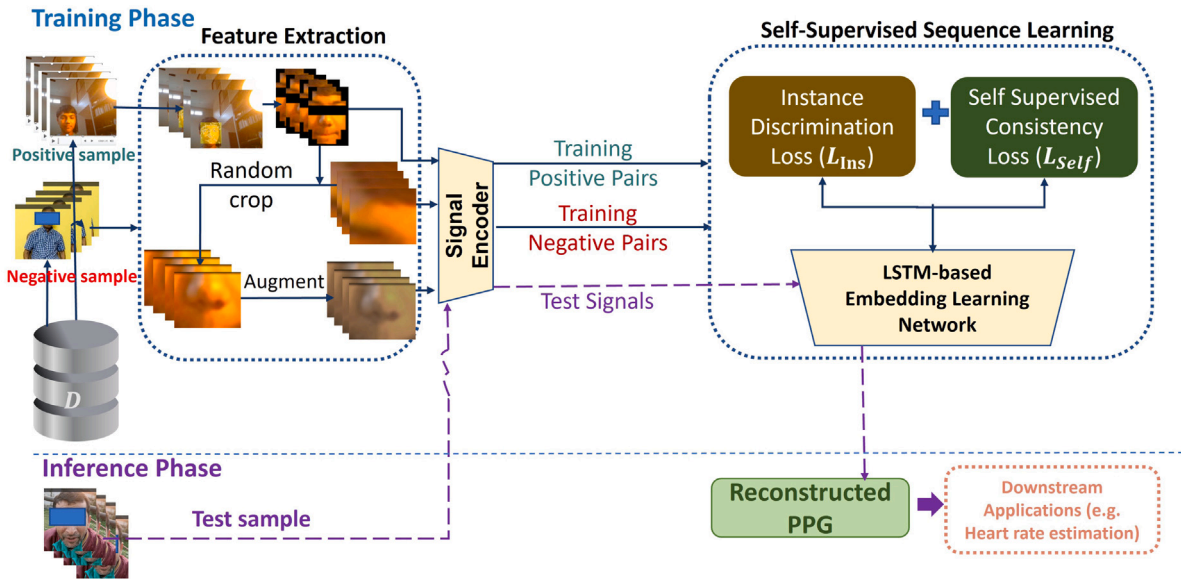 Training Phase
Feature Extraction
Self-Supervised Sequence Learning
Positive sample
Negative sample
D
Random
crop
Augment
Signal
Encoder
Training
Positive Pairs
Training
Negative Pairs
Test Signals
Instance
Discrimination
Loss (L_Ins)
+
Self Supervised
Consistency
Loss (L_Self)
LSTM-based
Embedding Learning
Network
Inference Phase
Test sample
Reconstructed
PPG
Downstream
Applications (e.g.
Heart rate estimation)